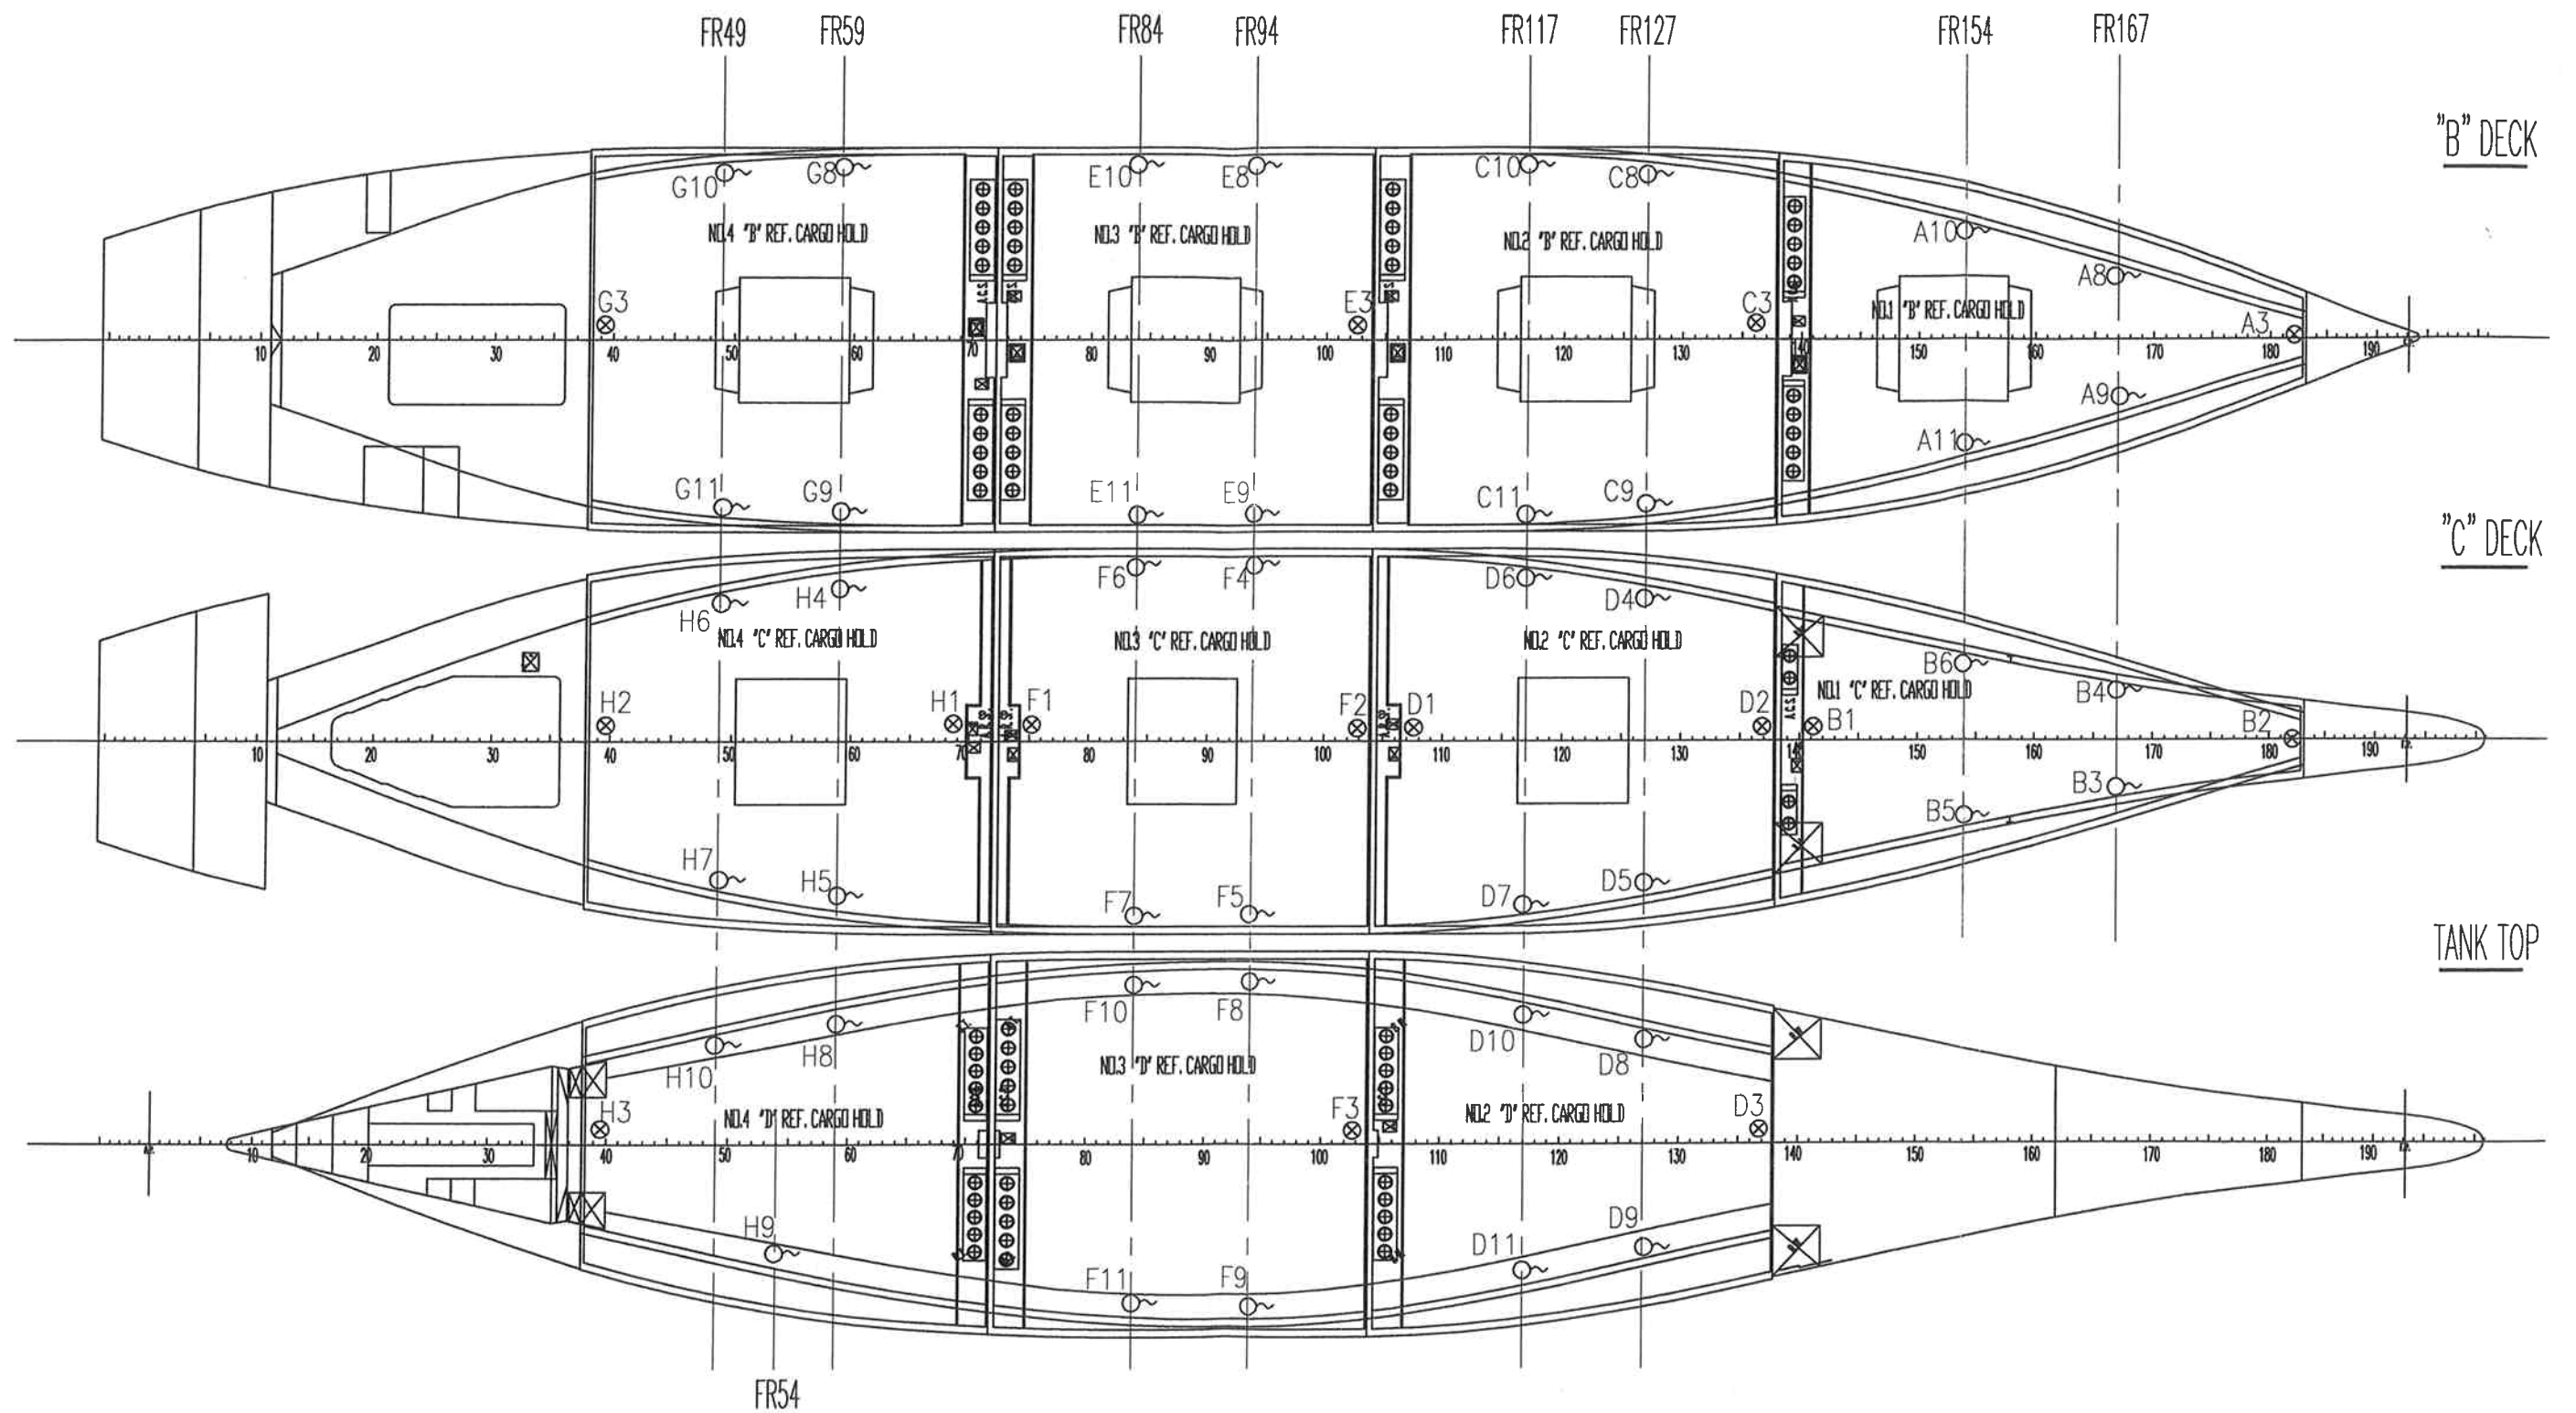 FR49 FR59 FR84 FR94 FR117 FR127 FR154 FR167
"B" DECK
G10 G8 E10 E8 C10 C8
NO.4 "B" REF. CARGO HOLD NO.3 "B" REF. CARGO HOLD NO.2 "B" REF. CARGO HOLD
A10
A8
NO.1 "B" REF. CARGO HOLD
G3 E3 C3 A3
10 20 30 40 50 60 70 80 90 100 110 120 130 140 150 160 170 180 190
A9
A11
G11 G9 E11 E9 C11 C9
"C" DECK
H6 H4 F6 F4 D6 D4
NO.4 "C" REF. CARGO HOLD NO.3 "C" REF. CARGO HOLD NO.2 "C" REF. CARGO HOLD
B6 B4
NO.1 "C" REF. CARGO HOLD
A.C.S.
H2 H1 F1 F2 D1 D2 B1 B2
10 20 30 40 50 60 70 80 90 100 110 120 130 140 150 160 170 180 190
B5 B3
H7 H5 F7 F5 D7 D5
TANK TOP
H10 H8 F10 F8 D10 D8
NO.3 "D" REF. CARGO HOLD
NO.4 "D" REF. CARGO HOLD NO.2 "D" REF. CARGO HOLD
H3 F3 D3
10 20 30 40 50 60 70 80 90 100 110 120 130 140 150 160 170 180 190
H9 F11 F9 D11 D9
FR54